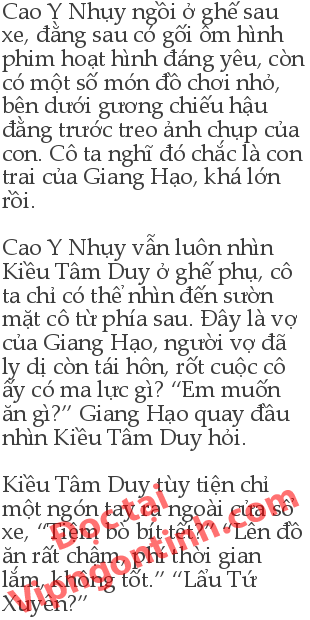 Cao Y Nhụy ngồi ở ghế sau
xe, đằng sau có gối ôm hình
phim hoạt hình đáng yêu, còn
có một số món đồ chơi nhỏ,
bên dưới gương chiếu hậu
đằng trước treo ảnh chụp của
con. Cô ta nghĩ đó chắc là con
trai của Giang Hạo, khá lớn
rồi.
Cao Y Nhụy vẫn luôn nhìn
Kiều Tâm Duy ở ghế phụ, cô
ta chỉ có thể nhìn đến sườn
mặt cô từ phía sau. Đây là vợ
của Giang Hạo, người vợ đã
ly dị còn tái hôn, rốt cuộc cô
ấy có ma lực gì? “Em muốn
ăn gì?” Giang Hạo quay đầu
nhìn Kiều Tâm Duy hỏi.
Kiều Tâm Duy tùy tiện chỉ
một ngón tay ra ngoài cửa sổ
xe, “Tiệm bò bít tết?” “Lên đồ
ăn rất chậm, phí thời gian
lắm, không tốt.” “Lẩu Tứ
Xuyên?”
Đọc tại
Vipngontinh.com